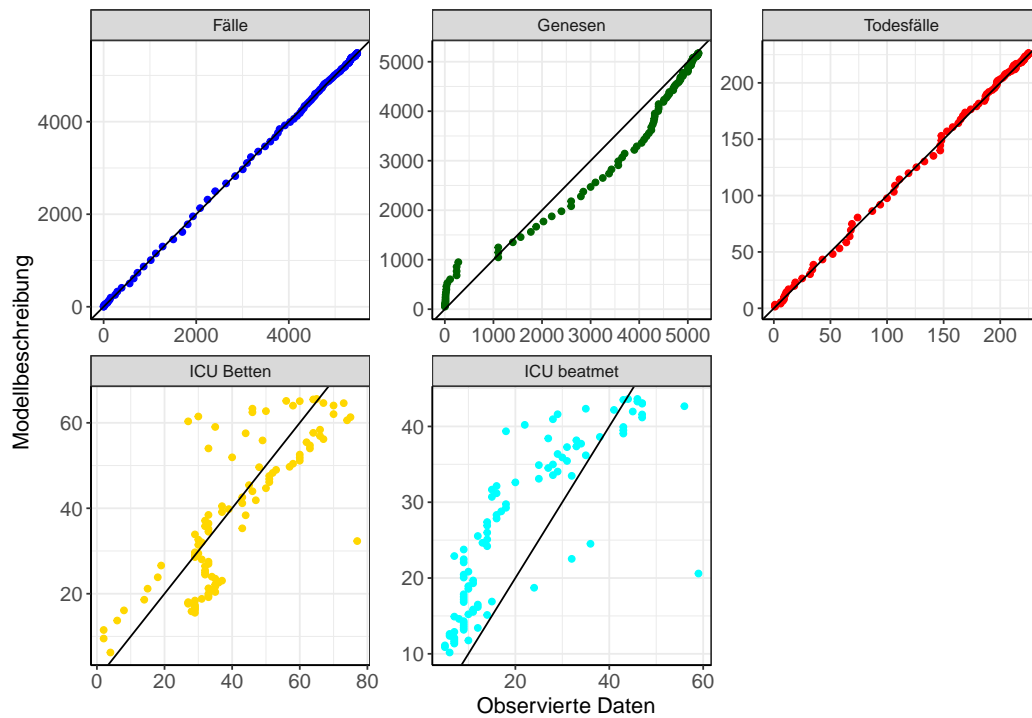 Fälle
Genesen
Todesfälle
4000
2000
0
0 2000 4000
5000
4000
3000
2000
1000
0
0 1000 2000 3000 4000 5000
200
150
100
50
0
0 50 100 150 200
ICU Betten
ICU beatmet
60
40
20
0 20 40 60 80
40
30
20
10
20 40 60
Modellbeschreibung
Observierte Daten